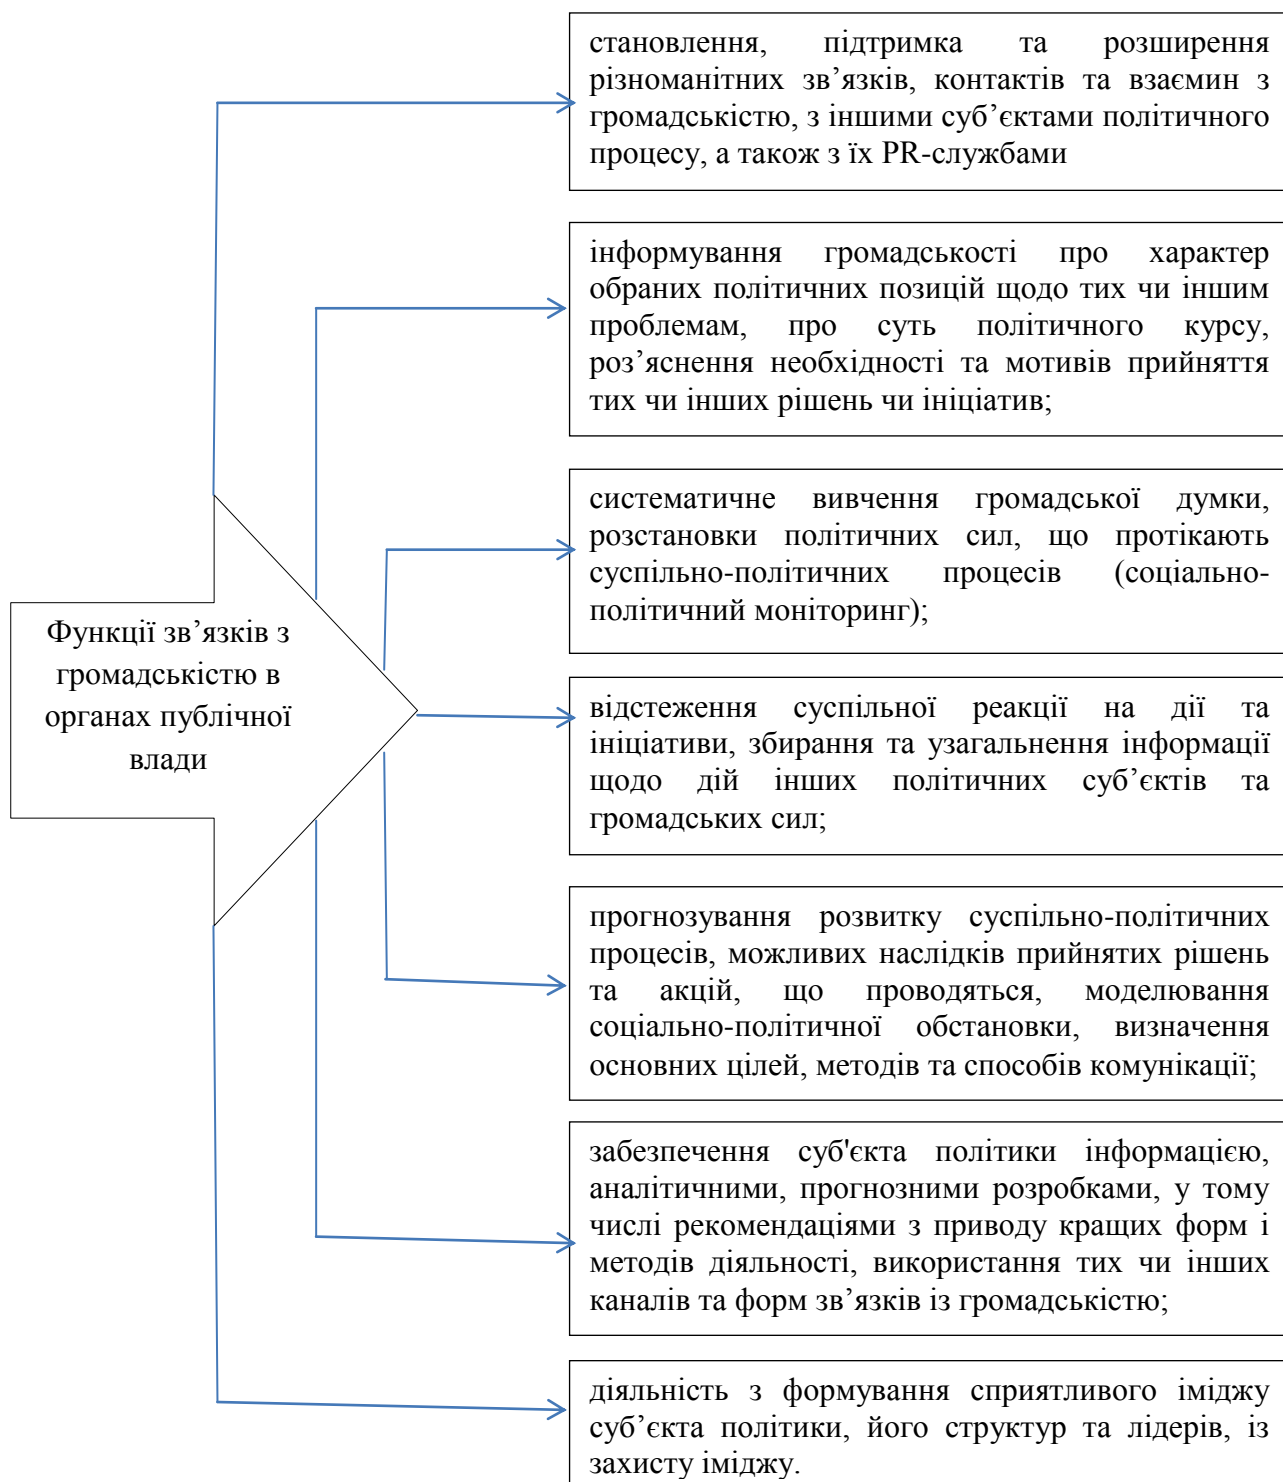 становлення, підтримка та розширення
різноманітних зв’язків, контактів та взаємин з
громадськістю, з іншими суб’єктами політичного
процесу, а також з їх PR-службами
інформування громадськості про характер
обраних політичних позицій щодо тих чи іншим
проблемам, про суть політичного курсу,
роз’яснення необхідності та мотивів прийняття
тих чи інших рішень чи ініціатив;
систематичне вивчення громадської думки,
розстановки політичних сил, що протікають
суспільно-політичних процесів (соціально-
політичний моніторинг);
Функції зв’язків з
громадськістю в
органах публічної
влади
відстеження суспільної реакції на дії та
ініціативи, збирання та узагальнення інформації
щодо дій інших політичних суб’єктів та
громадських сил;
прогнозування розвитку суспільно-політичних
процесів, можливих наслідків прийнятих рішень
та акцій, що проводяться, моделювання
соціально-політичної обстановки, визначення
основних цілей, методів та способів комунікації;
забезпечення суб'єкта політики інформацією,
аналітичними, прогнозними розробками, у тому
числі рекомендаціями з приводу кращих форм і
методів діяльності, використання тих чи інших
каналів та форм зв’язків із громадськістю;
діяльність з формування сприятливого іміджу
суб’єкта політики, його структур та лідерів, із
захисту іміджу.